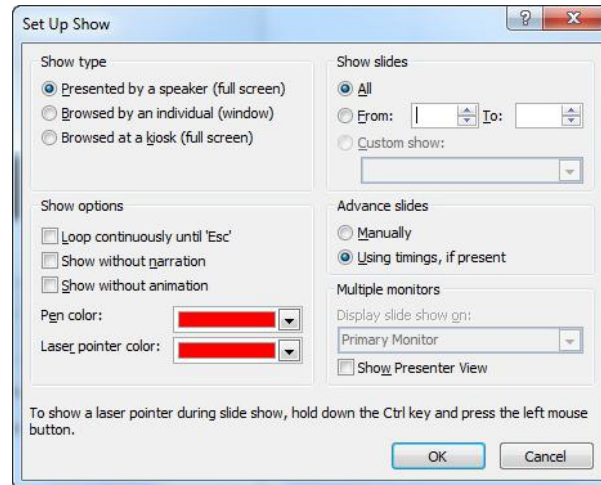 Set Up Show
Show type
Presented by a speaker (full screen)
Browsed by an individual (window)
Browsed at a kiosk (full screen)
Show slides
All
From: To:
Custom show:
Show options
Loop continuously until 'Esc'
Show without narration
Show without animation
Pen color:
Laser pointer color:
Advance slides
Manually
Using timings, if present
Multiple monitors
Display slide show on:
Primary Monitor
Show Presenter View
To show a laser pointer during slide show, hold down the Ctrl key and press the left mouse
button.
OK Cancel